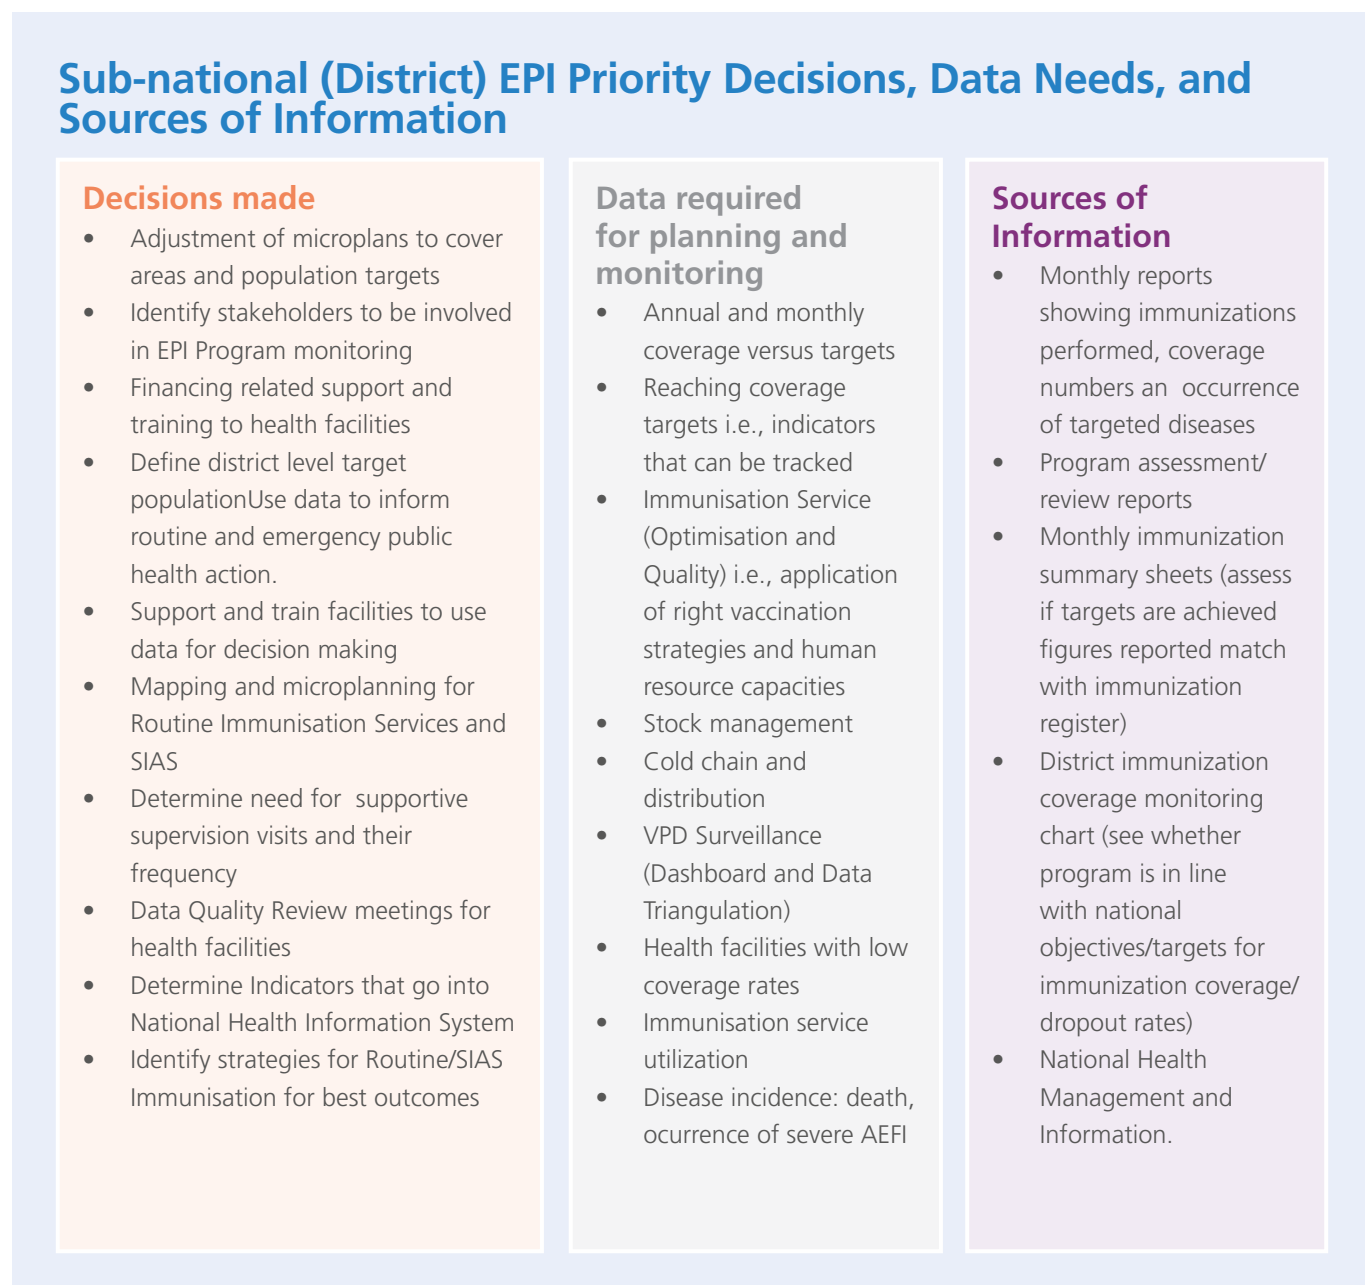 Sub-national (District) EPI Priority Decisions, Data Needs, and
Sources of Information
Decisions made
• Adjustment of microplans to cover
areas and population targets
• Identify stakeholders to be involved
in EPI Program monitoring
• Financing related support and
training to health facilities
• Define district level target
populationUse data to inform
routine and emergency public
health action.
• Support and train facilities to use
data for decision making
• Mapping and microplanning for
Routine Immunisation Services and
SIAS
• Determine need for  supportive
supervision visits and their
frequency
• Data Quality Review meetings for
health facilities
• Determine Indicators that go into
National Health Information System
• Identify strategies for Routine/SIAS
Immunisation for best outcomes
Data required
for planning and
monitoring
• Annual and monthly
coverage versus targets
• Reaching coverage
targets i.e., indicators
that can be tracked
• Immunisation Service
(Optimisation and
Quality) i.e., application
of right vaccination
strategies and human
resource capacities
• Stock management
• Cold chain and
distribution
• VPD Surveillance
(Dashboard and Data
Triangulation)
• Health facilities with low
coverage rates
• Immunisation service
utilization
• Disease incidence: death,
ocurrence of severe AEFI
Sources of
Information
• Monthly reports
showing immunizations
performed, coverage
numbers an  occurrence
of targeted diseases
• Program assessment/
review reports
• Monthly immunization
summary sheets (assess
if targets are achieved
figures reported match
with immunization
register)
• District immunization
coverage monitoring
chart (see whether
program is in line
with national
objectives/targets for
immunization coverage/
dropout rates)
• National Health
Management and
Information.